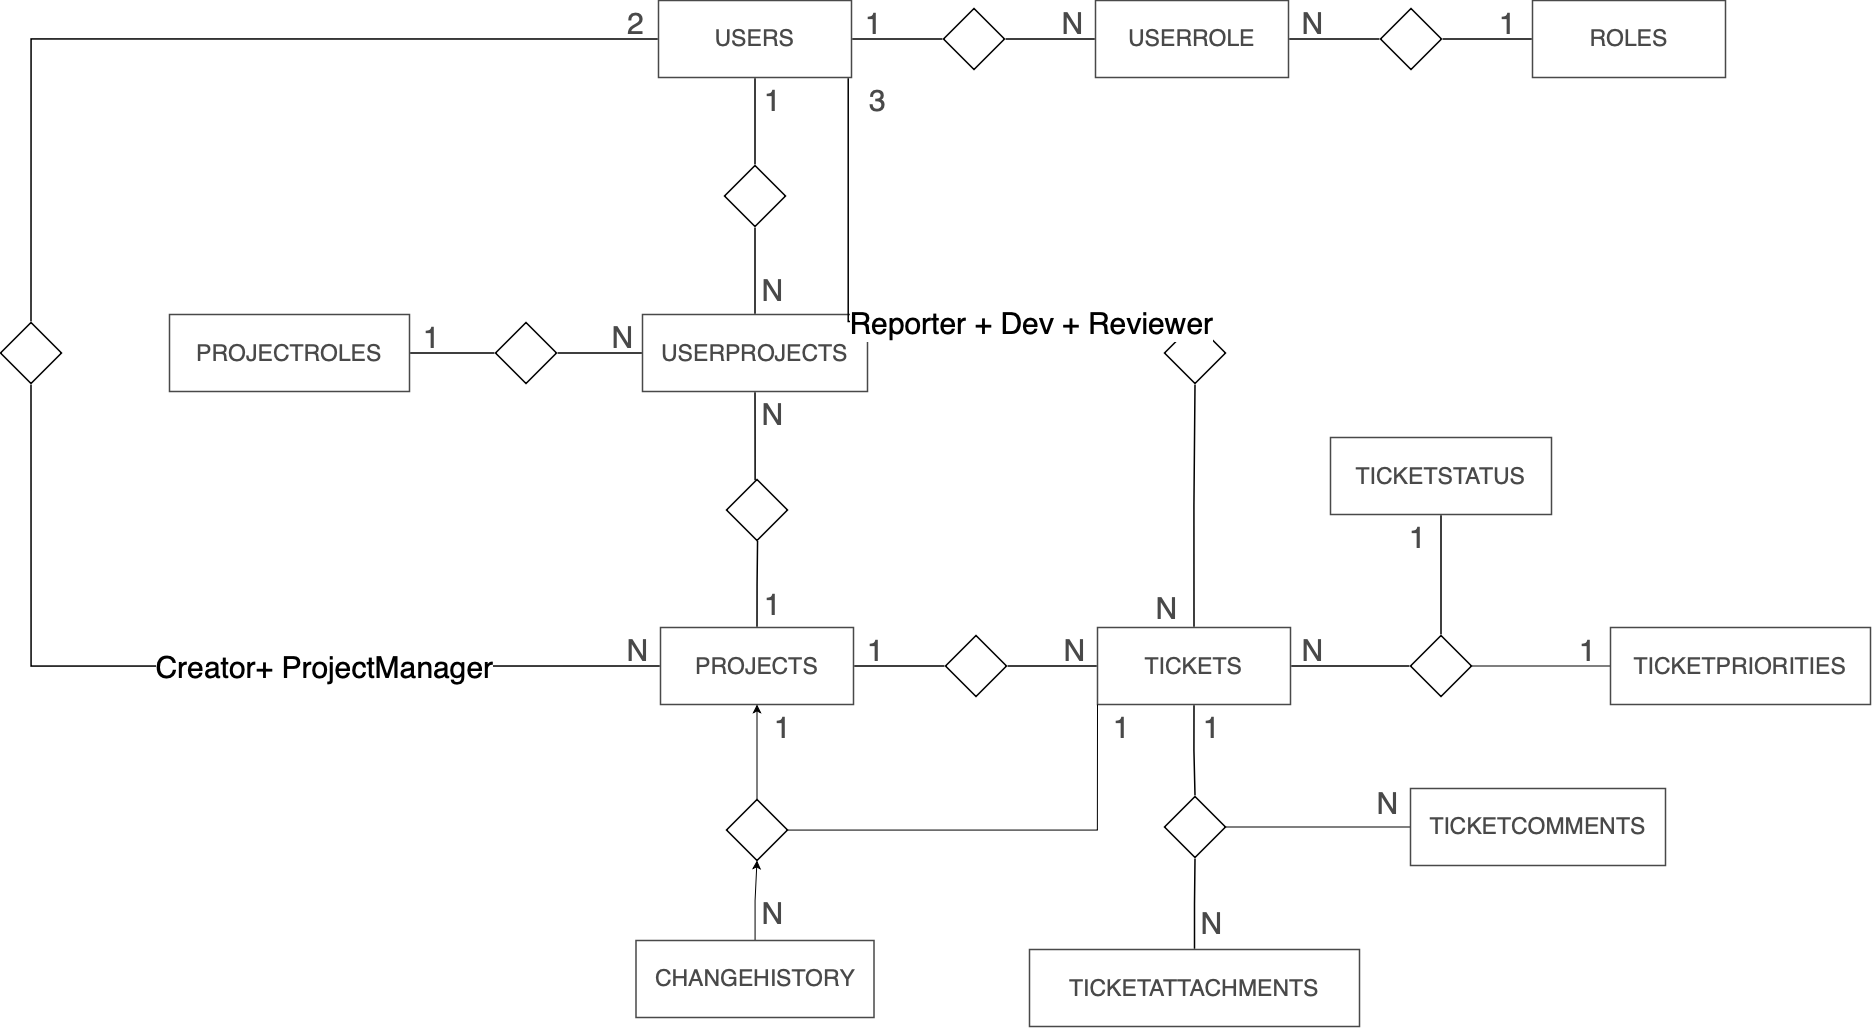 2
USERS
1
N
USERROLE
N
1
ROLES
1
3
N
Reporter + Dev + Reviewer
PROJECTROLES
1
N
USERPROJECTS
N
TICKETSTATUS
1
1
N
Creator+ ProjectManager
N
PROJECTS
1
N
TICKETS
N
1
TICKETPRIORITIES
1
1
1
N
TICKETCOMMENTS
N
N
CHANGEHISTORY
TICKETATTACHMENTS